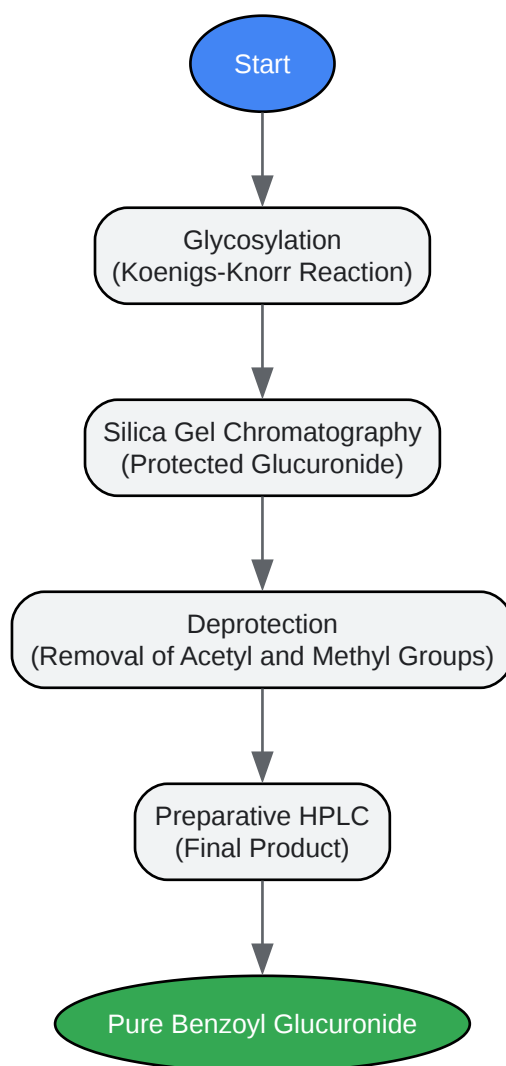 Start
Glycosylation
(Koenigs-Knorr Reaction)
Silica Gel Chromatography
(Protected Glucuronide)
Deprotection
(Removal of Acetyl and Methyl Groups)
Preparative HPLC
(Final Product)
Pure Benzoyl Glucuronide